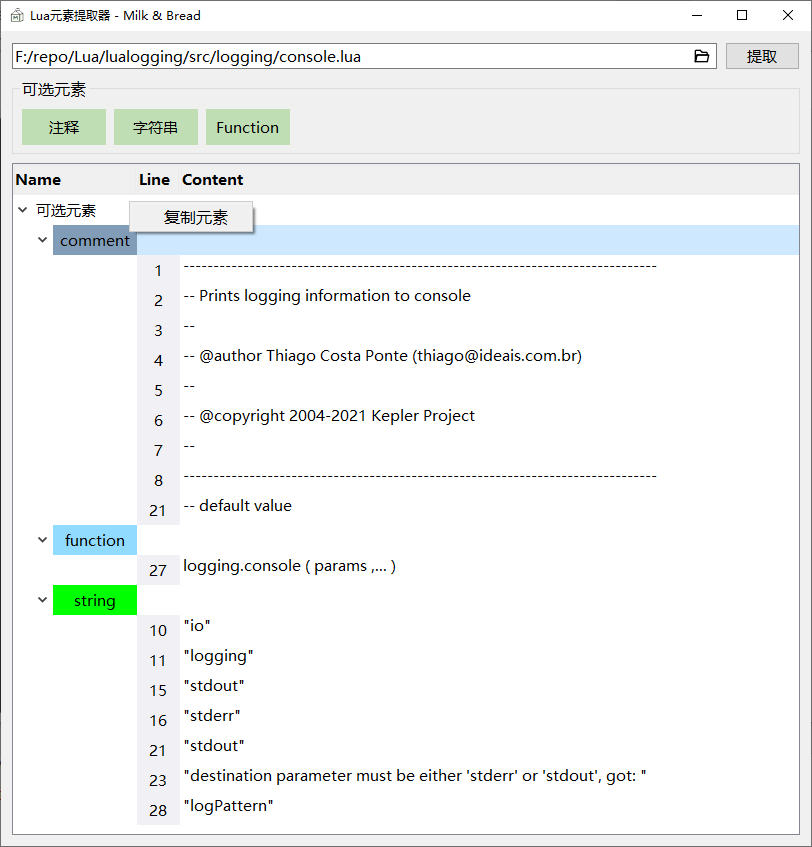 Lua元素提取器 - Milk & Bread
F:/repo/Lua/lualogging/src/logging/console.lua 提取
可选元素
注释 字符串 Function
Name Line Content
可选元素
复制元素
comment
1 -------------------------------------------------------------------------------
2 -- Prints logging information to console
3 --
4 -- @author Thiago Costa Ponte (thiago@ideais.com.br)
5 --
6 -- @copyright 2004-2021 Kepler Project
7 --
8 -------------------------------------------------------------------------------
21 -- default value
function
27 logging.console ( params ,... )
string
10 "io"
11 "logging"
15 "stdout"
16 "stderr"
21 "stdout"
23 "destination parameter must be either 'stderr' or 'stdout', got: "
28 "logPattern"